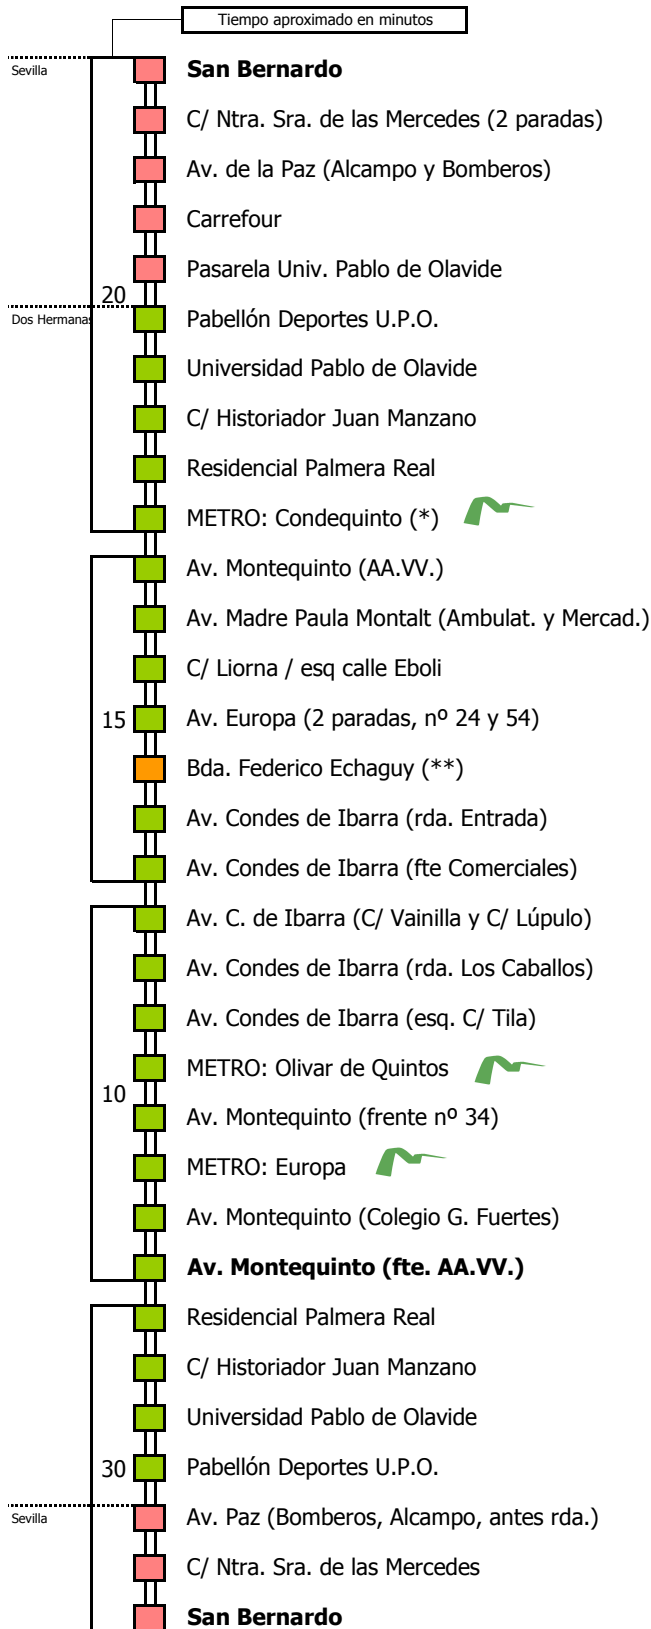 Tiempo aproximado en minutos
Sevilla
San Bernardo
C/ Ntra. Sra. de las Mercedes (2 paradas)
Av. de la Paz (Alcampo y Bomberos)
Carrefour
Pasarela Univ. Pablo de Olavide
20
Dos Hermanas
Pabellón Deportes U.P.O.
Universidad Pablo de Olavide
C/ Historiador Juan Manzano
Residencial Palmera Real
METRO: Condequinto (*)
Av. Montequinto (AA.VV.)
Av. Madre Paula Montalt (Ambulat. y Mercad.)
C/ Liorna / esq calle Eboli
15
Av. Europa (2 paradas, nº 24 y 54)
Bda. Federico Echaguy (**)
Av. Condes de Ibarra (rda. Entrada)
Av. Condes de Ibarra (fte Comerciales)
Av. C. de Ibarra (C/ Vainilla y C/ Lúpulo)
Av. Condes de Ibarra (rda. Los Caballos)
Av. Condes de Ibarra (esq. C/ Tila)
METRO: Olivar de Quintos
10
Av. Montequinto (frente nº 34)
METRO: Europa
Av. Montequinto (Colegio G. Fuertes)
Av. Montequinto (fte. AA.VV.)
Residencial Palmera Real
C/ Historiador Juan Manzano
Universidad Pablo de Olavide
30
Pabellón Deportes U.P.O.
Sevilla
Av. Paz (Bomberos, Alcampo, antes rda.)
C/ Ntra. Sra. de las Mercedes
San Bernardo